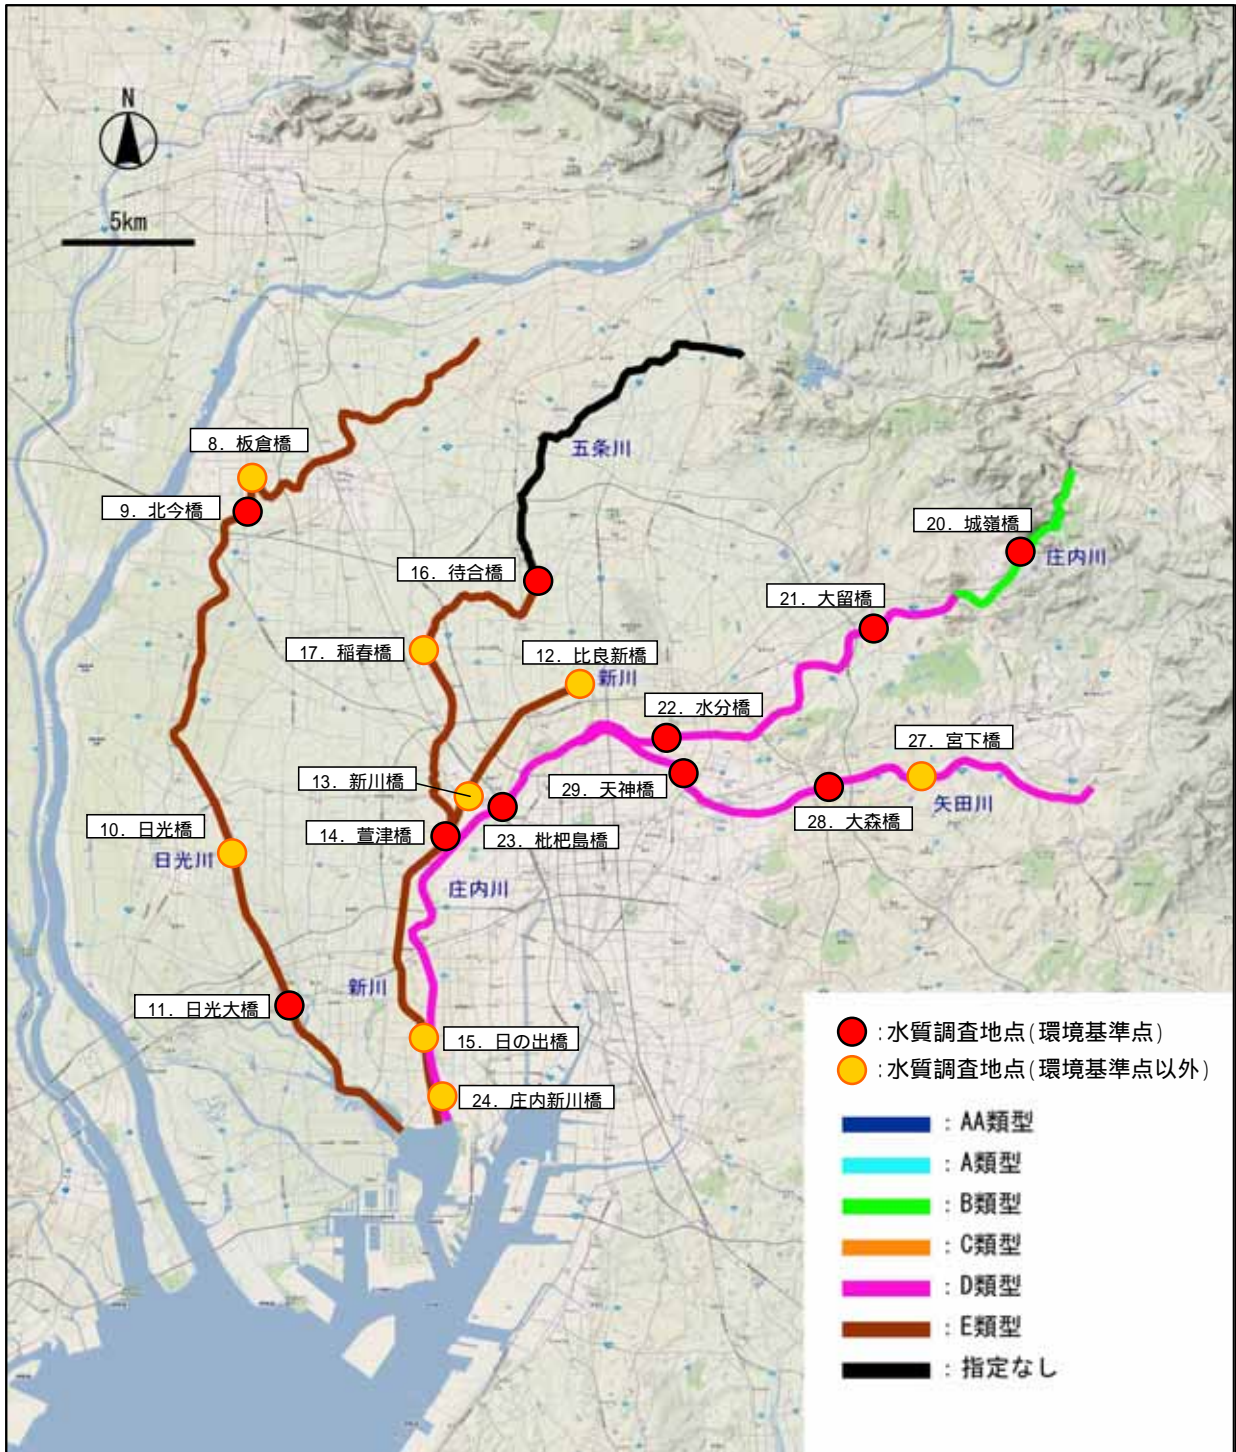 N
5km
8. 板倉橋
五条川
9. 北今橋
20. 城嶺橋
庄内川
16. 待合橋
21. 大留橋
17. 稲春橋
12. 比良新橋
新川
22. 水分橋
27. 宮下橋
13. 新川橋
29. 天神橋
矢田川
28. 大森橋
10. 日光橋
14. 萱津橋
23. 枇杷島橋
日光川
庄内川
新川
11. 日光大橋
15. 日の出橋
24. 庄内新川橋
:水質調査地点(環境基準点)
:水質調査地点(環境基準点以外)
: AA類型
: A類型
: B類型
: C類型
: D類型
: E類型
: 指定なし